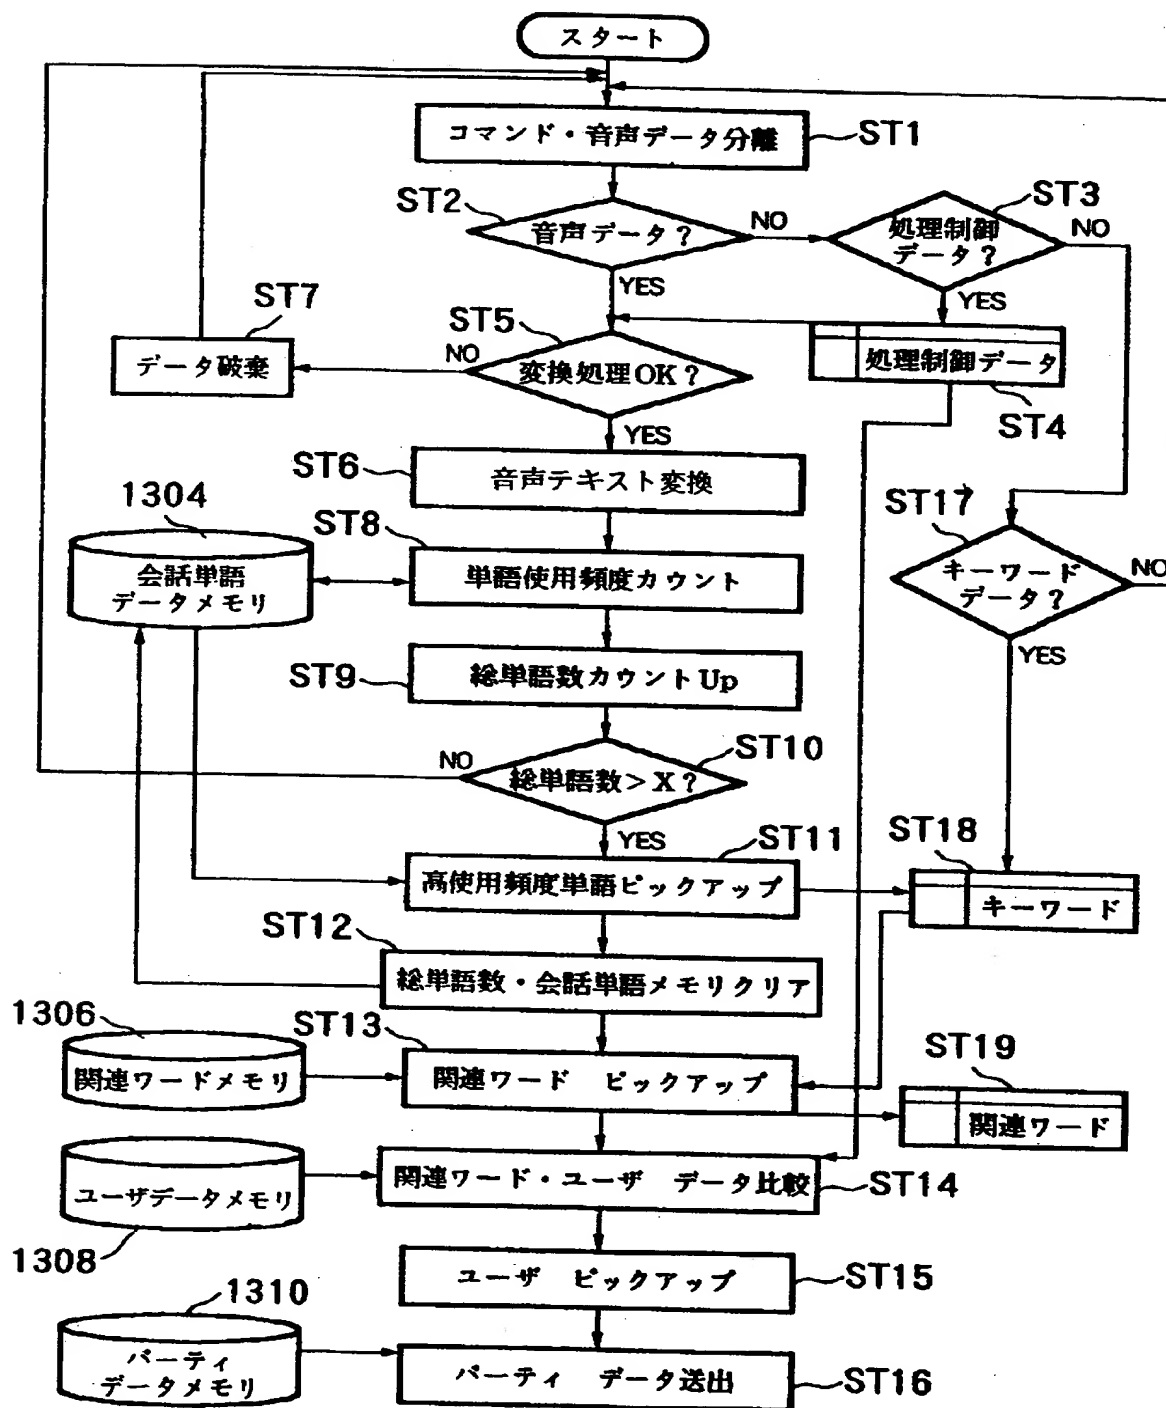 スタート
コマンド・音声データ分離
ST1
ST2
音声データ?
NO
ST3
処理制御
データ?
NO
YES
YES
ST7
データ破棄
ST5
NO
変換処理OK?
処理制御データ
ST4
YES
ST6
音声テキスト変換
1304
会話単語
データメモリ
ST8
単語使用頻度カウント
ST17
キーワード
データ?
NO
YES
ST9
総単語数カウントUp
ST10
NO
総単語数>X?
YES
ST11
高使用頻度単語ピックアップ
ST18
キーワード
ST12
総単語数・会話単語メモリクリア
1306
関連ワードメモリ
ST13
関連ワード ピックアップ
ST19
関連ワード
ユーザデータメモリ
1308
関連ワード・ユーザ データ比較
ST14
ユーザ ピックアップ
ST15
1310
パーティ
データメモリ
パーティ データ送出
ST16